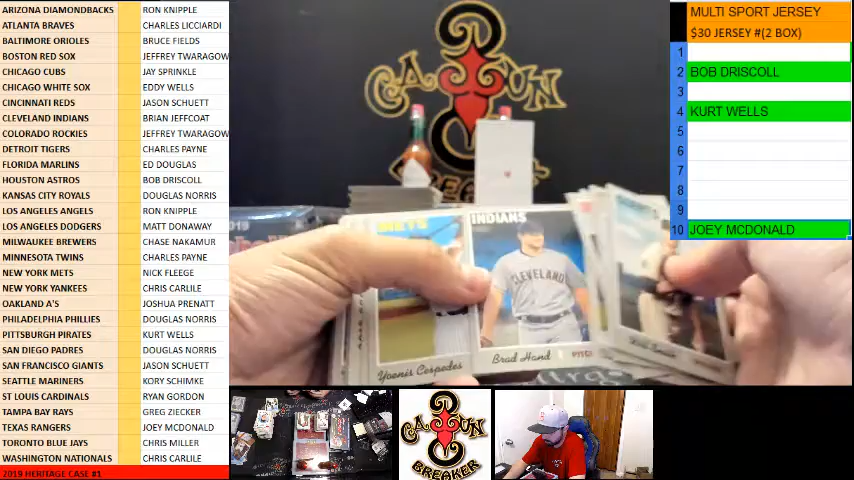 ARIZONA DIAMONDBACKS RON KNIPPLE
ATLANTA BRAVES CHARLES LICCIARDI
BALTIMORE ORIOLES BRUCE FIELDS
BOSTON RED SOX JEFFREY TWARAGOW
CHICAGO CUBS JAY SPRINKLE
CHICAGO WHITE SOX EDDY WELLS
CINCINNATI REDS JASON SCHUETT
CLEVELAND INDIANS BRIAN JEFFCOAT
COLORADO ROCKIES JEFFREY TWARAGOW
DETROIT TIGERS CHARLES PAYNE
FLORIDA MARLINS ED DOUGLAS
HOUSTON ASTROS BOB DRISCOLL
KANSAS CITY ROYALS DOUGLAS NORRIS
LOS ANGELES ANGELS RON KNIPPLE
LOS ANGELES DODGERS MATT DONAWAY
MILWAUKEE BREWERS CHASE NAKAMUR
MINNESOTA TWINS CHARLES PAYNE
NEW YORK METS NICK FLEEGE
NEW YORK YANKEES CHRIS CARLILE
OAKLAND A'S JOSHUA PRENATT
PHILADELPHIA PHILLIES DOUGLAS NORRIS
PITTSBURGH PIRATES KURT WELLS
SAN DIEGO PADRES DOUGLAS NORRIS
SAN FRANCISCO GIANTS JASON SCHUETT
SEATTLE MARINERS KORY SCHIMKE
ST LOUIS CARDINALS RYAN GORDON
TAMPA BAY RAYS GREG ZIECKER
TEXAS RANGERS JOEY MCDONALD
TORONTO BLUE JAYS CHRIS MILLER
WASHINGTON NATIONALS CHRIS CARLILE
2019 HERITAGE CASE #1
CAJUN
BREAKER
METS
Yoenis Cespedes
INDIANS
CLEVELAND
Brad Hand
PITCH
2019
CAJUN
BREAKER
MULTI SPORT JERSEY
$30 JERSEY #(2 BOX)
1
2 BOB DRISCOLL
3
4 KURT WELLS
5
6
7
8
9
10 JOEY MCDONALD